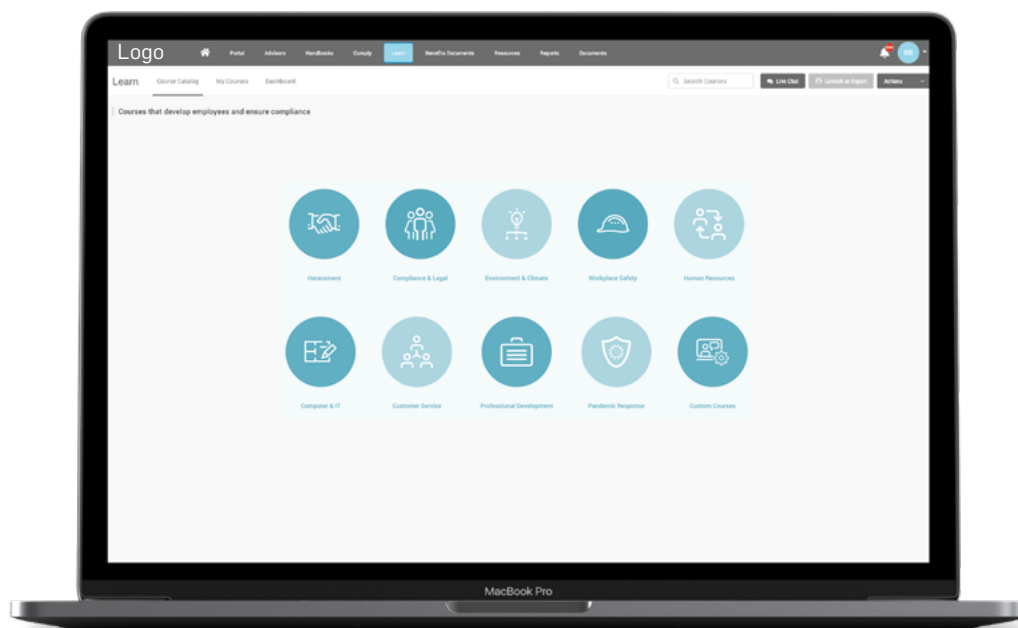 Logo Portal Advisors Handbooks Comply Learn Benefits Documents Resources Reports Documents
Learn Course Catalog My Courses Dashboard Search Courses Live Chat Consult an Expert Actions
Courses that develop employees and ensure compliance
Harassment Compliance & Legal Environment & Climate Workplace Safety Human Resources
Computer & IT Customer Service Professional Development Pandemic Response Custom Courses
MacBook Pro